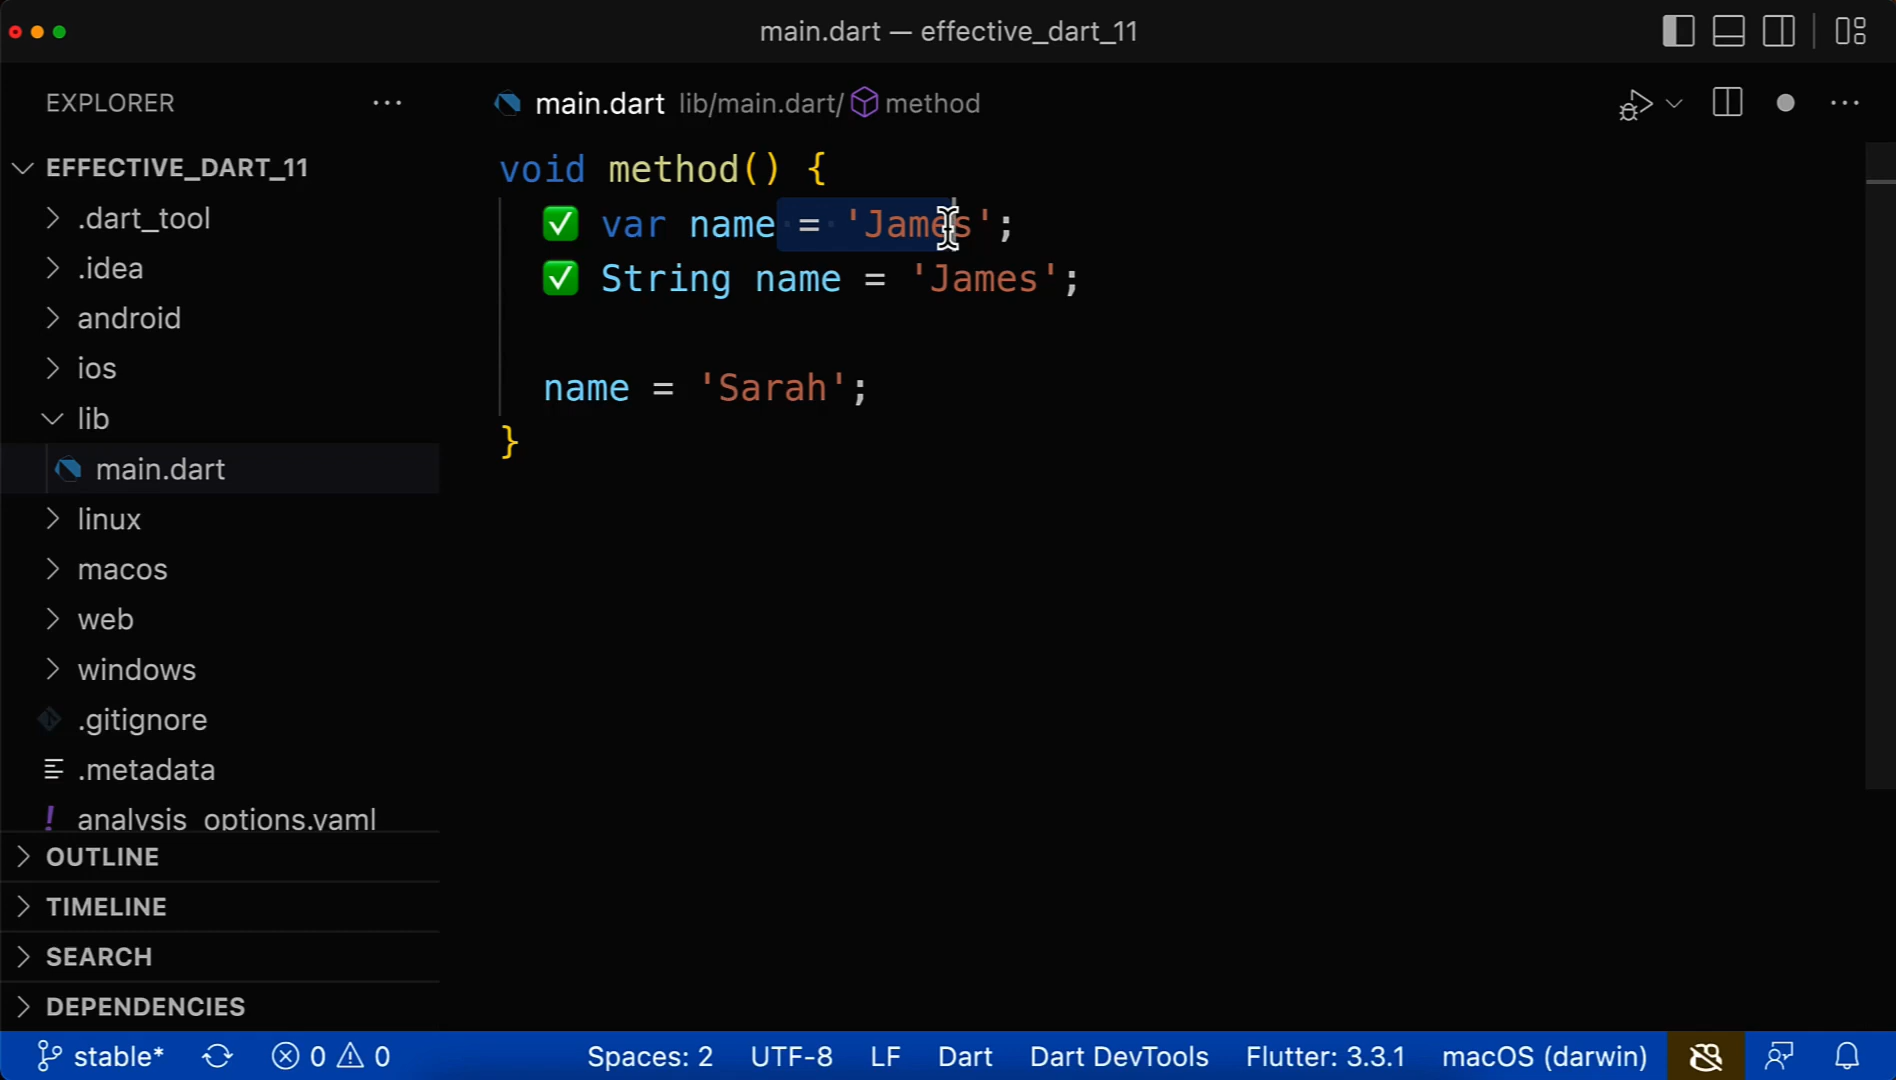 main.dart — effective_dart_11
EXPLORER
EFFECTIVE_DART_11
.dart_tool
.idea
android
ios
lib
main.dart
linux
macos
web
windows
.gitignore
.metadata
analysis_options.yaml
OUTLINE
TIMELINE
SEARCH
DEPENDENCIES
main.dart lib/main.dart/ method
void method() {
✅ var name = 'James';
✅ String name = 'James';
name = 'Sarah';
}
stable* 0 0 Spaces: 2 UTF-8 LF Dart Dart DevTools Flutter: 3.3.1 macOS (darwin)